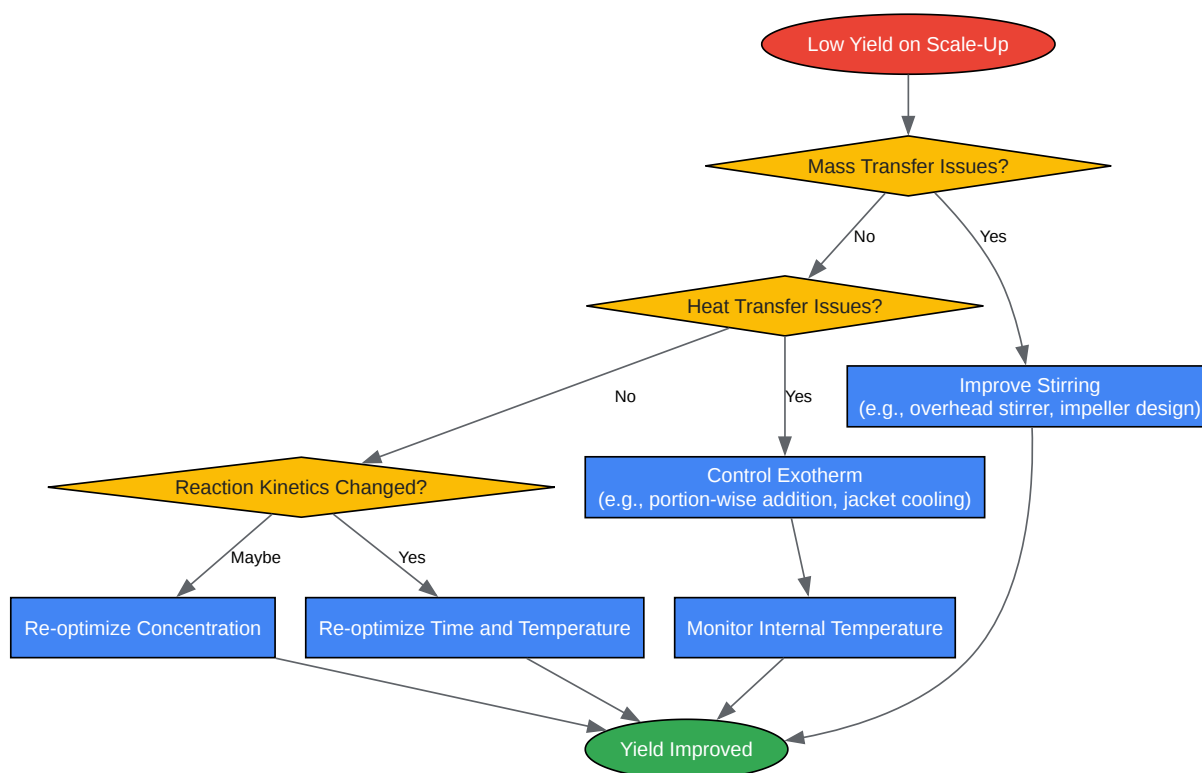 Low Yield on Scale-Up
Mass Transfer Issues?
No
Yes
Heat Transfer Issues?
Improve Stirring
(e.g., overhead stirrer, impeller design)
No
Yes
Control Exotherm
(e.g., portion-wise addition, jacket cooling)
Reaction Kinetics Changed?
Maybe
Yes
Re-optimize Concentration
Re-optimize Time and Temperature
Monitor Internal Temperature
Yield Improved